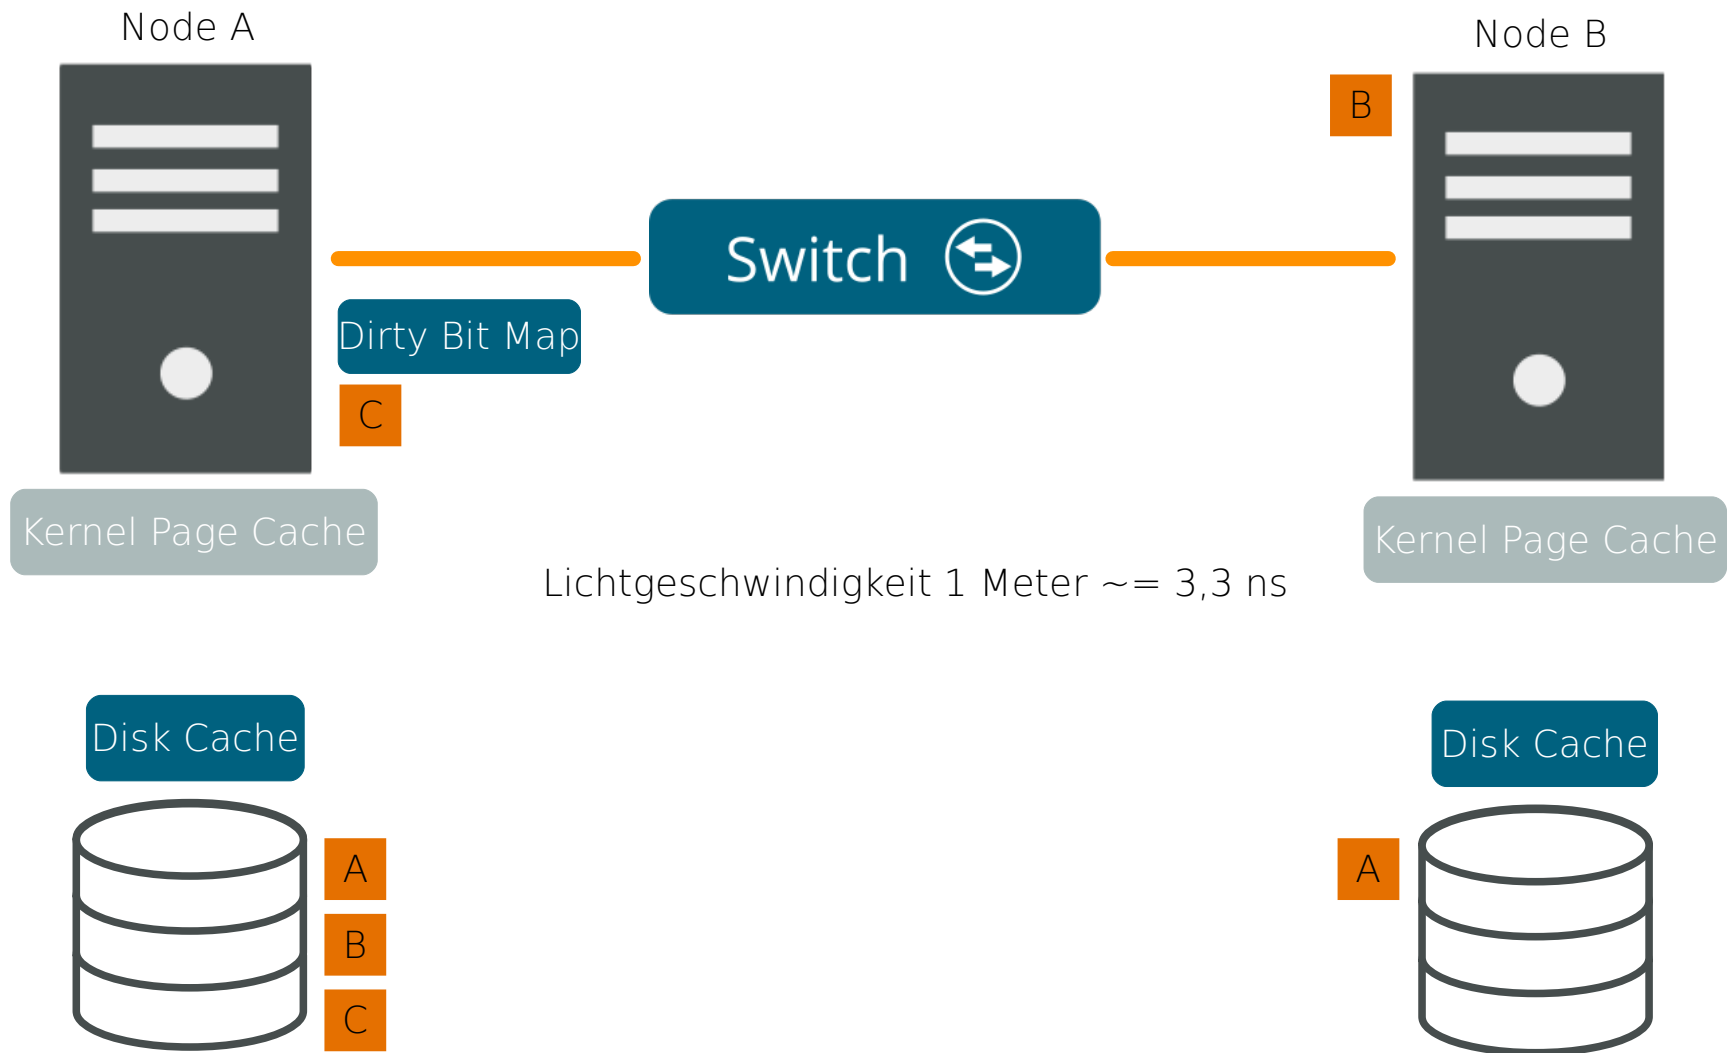 Node A
Node B
B
Switch
Dirty Bit Map
C
Kernel Page Cache
Kernel Page Cache
Lichtgeschwindigkeit 1 Meter ~= 3,3 ns
Disk Cache
Disk Cache
A
A
B
C